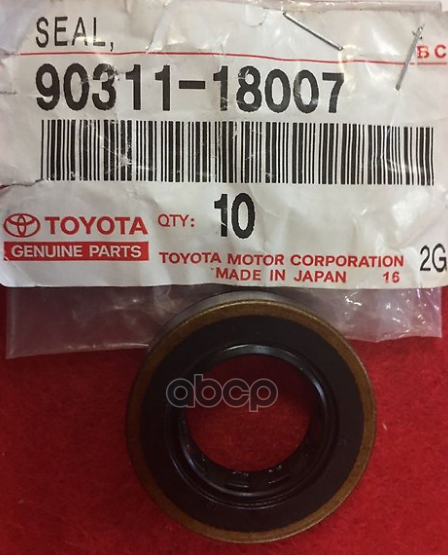 SEAL,
B C
90311-18007
TOYOTA QTY: 10
GENUINE PARTS
TOYOTA MOTOR CORPORATION 2G
MADE IN JAPAN 16
abcp